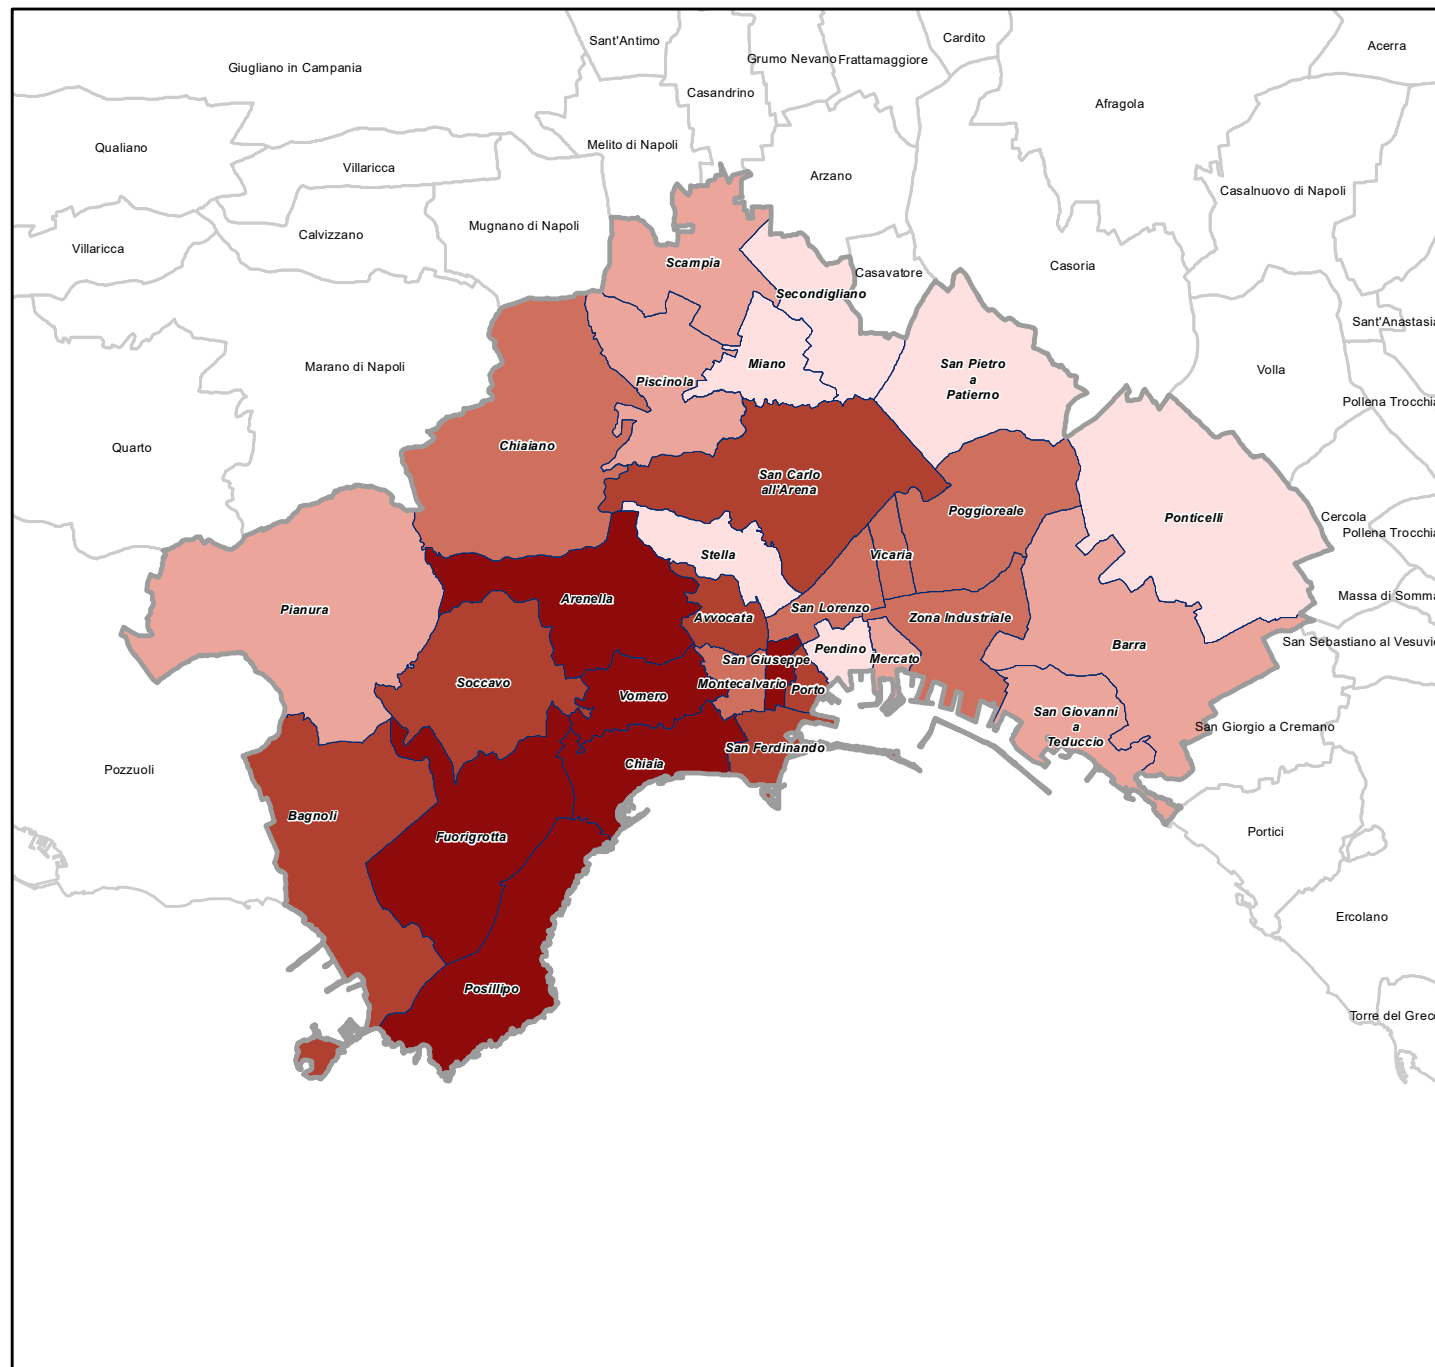 Sant'Antimo
Cardito
Acerra
Giugliano in Campania
Grumo Nevano
Frattamaggiore
Casandrino
Afragola
Qualiano
Melito di Napoli
Villaricca
Arzano
Casalnuovo di Napoli
Mugnano di Napoli
Calvizzano
Villaricca
Scampia
Casavatore
Casoria
Secondigliano
Sant'Anastasia
Marano di Napoli
Miano
San Pietro
a
Patierno
Volla
Piscinola
Pollena Trocchia
Quarto
Chiaiano
San Carlo
all'Arena
Poggioreale
Ponticelli
Cercola
Pollena Trocchia
Stella
Vicaria
Massa di Somma
Pianura
Arenella
San Lorenzo
Avvocata
Zona Industriale
San Sebastiano al Vesuvio
Pendino
Barra
San Giuseppe
Mercato
Soccavo
Montecalvario
Porto
Vomero
San Giovanni
a
Teduccio
San Giorgio a Cremano
San Ferdinando
Chiaia
Pozzuoli
Bagnoli
Fuorigrotta
Portici
Ercolano
Posillipo
Torre del Greco